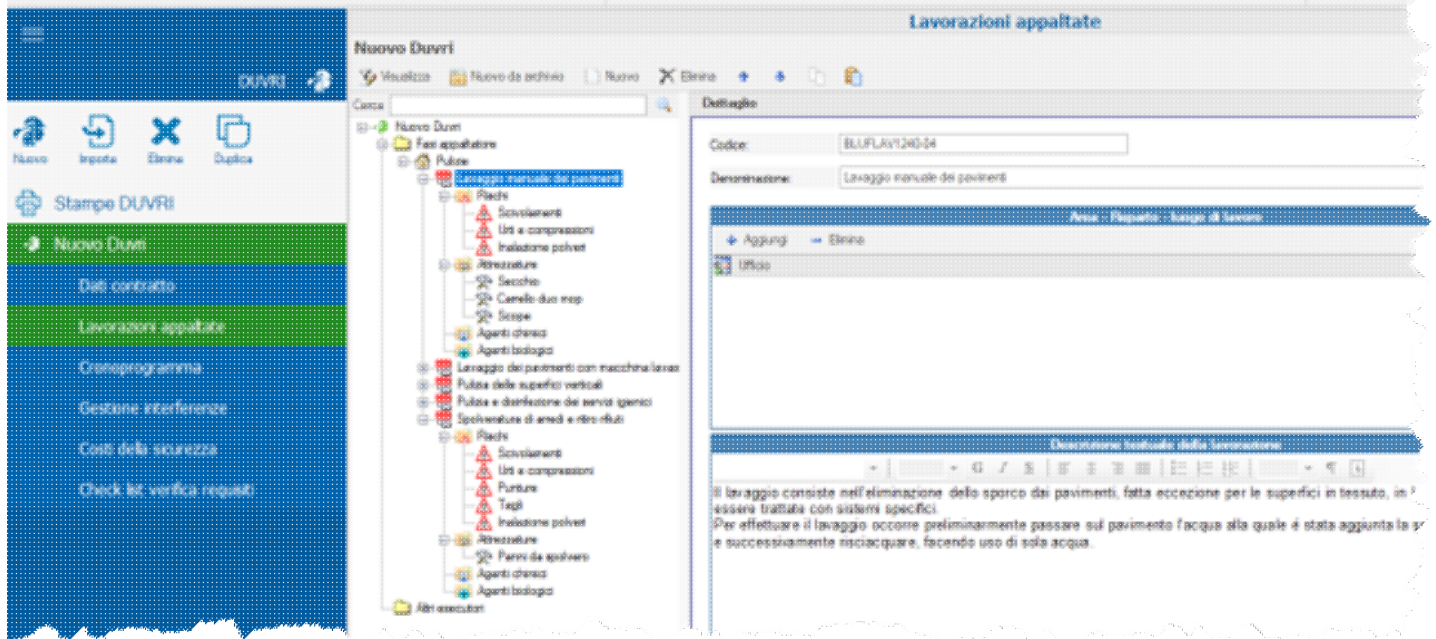 Lavorazioni appaltate
Nuovo Duvri
DUVRI
Visualizza Nuovo da archivio Nuovo Elimina
Cerca
Dettaglio
Nuovo Importa Elimina Duplica
Stampe DUVRI
Nuovo Duvri
Dati contratto
Lavorazioni appaltate
Cronoprogramma
Gestione interferenze
Costi della sicurezza
Check list verifica requisiti
Nuovo Duvri
Fasi appaltatore
Pulizie
Lavaggio manuale dei pavimenti
Rischi
Scivolamenti
Urti e compressioni
Inalazione polveri
Attrezzature
Secchio
Carrello duo mop
Scope
Agenti chimici
Agenti biologici
Lavaggio dei pavimenti con macchina lavas
Pulizia delle superfici verticali
Pulizia e disinfezione dei servizi igienici
Spolveratura di arredi e ritiro rifiuti
Rischi
Scivolamenti
Urti e compressioni
Punture
Tagli
Inalazione polveri
Attrezzature
Panni da spolvero
Agenti chimici
Agenti biologici
Altri esecutori
Codice:
Denominazione: Lavaggio manuale dei pavimenti
Area - Reparto - luogo di lavoro
Aggiungi Elimina
Ufficio
Descrizione testuale della lavorazione
G I S
Il lavaggio consiste nell'eliminazione dello sporco dai pavimenti, fatta eccezione per le superfici in tessuto, in
essere trattate con sistemi specifici.
Per effettuare il lavaggio occorre preliminarmente passare sul pavimento l'acqua alla quale é stata aggiunta la
e successivamente risciacquare, facendo uso di sola acqua.